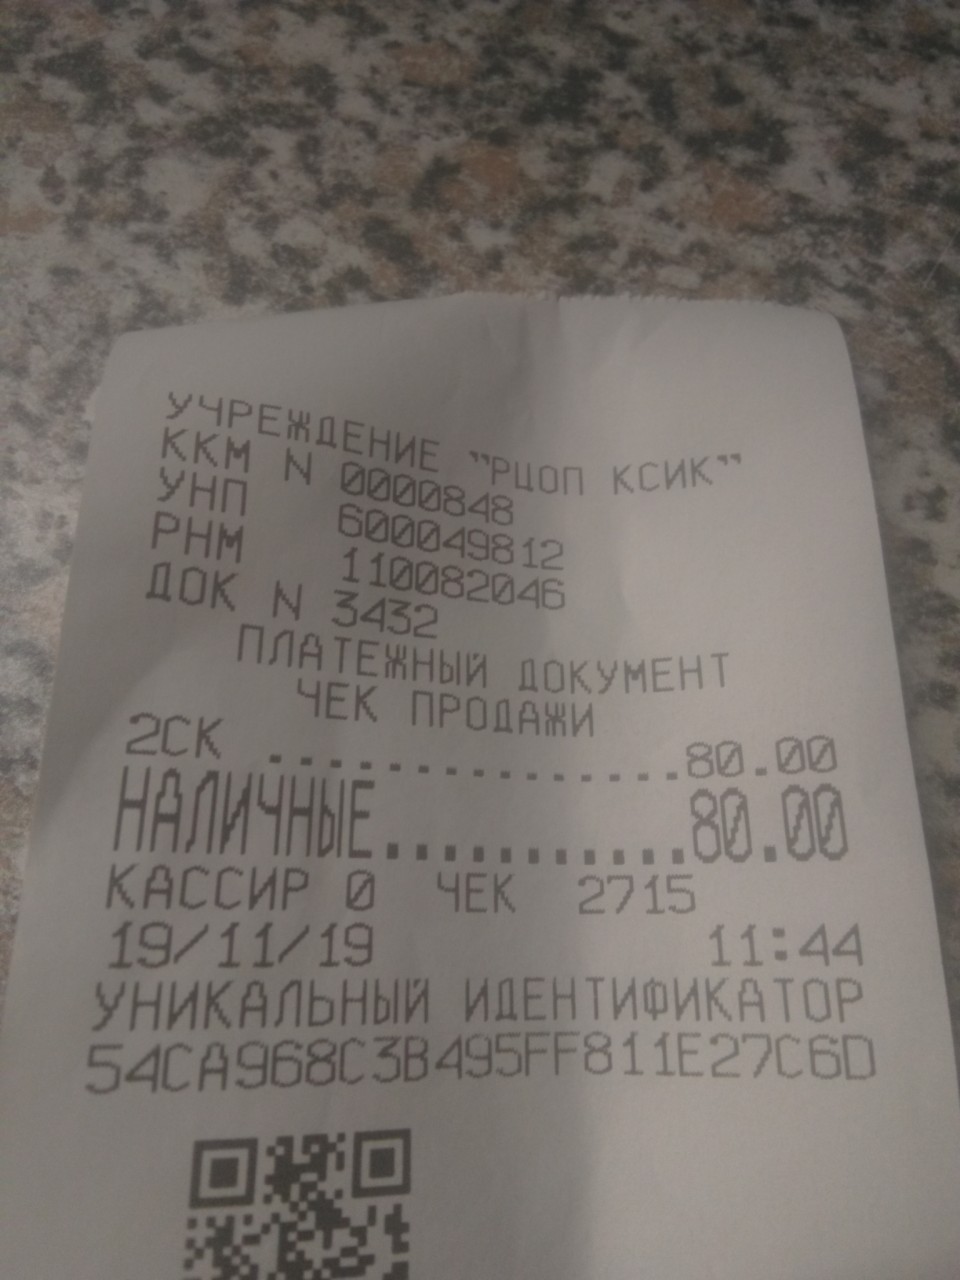 УЧРЕЖДЕНИЕ "РЦОП КСИК"
ККМ N 0000848
УНП 600049812
РНМ 110082046
ДОК N 3432
ПЛАТЕЖНЫЙ ДОКУМЕНТ
ЧЕК ПРОДАЖИ
2СК ..............80.00
НАЛИЧНЫЕ...........80.00
КАССИР 0 ЧЕК 2715
19/11/19 11:44
УНИКАЛЬНЫЙ ИДЕНТИФИКАТОР
54CA968C3B495FF811E27C6D